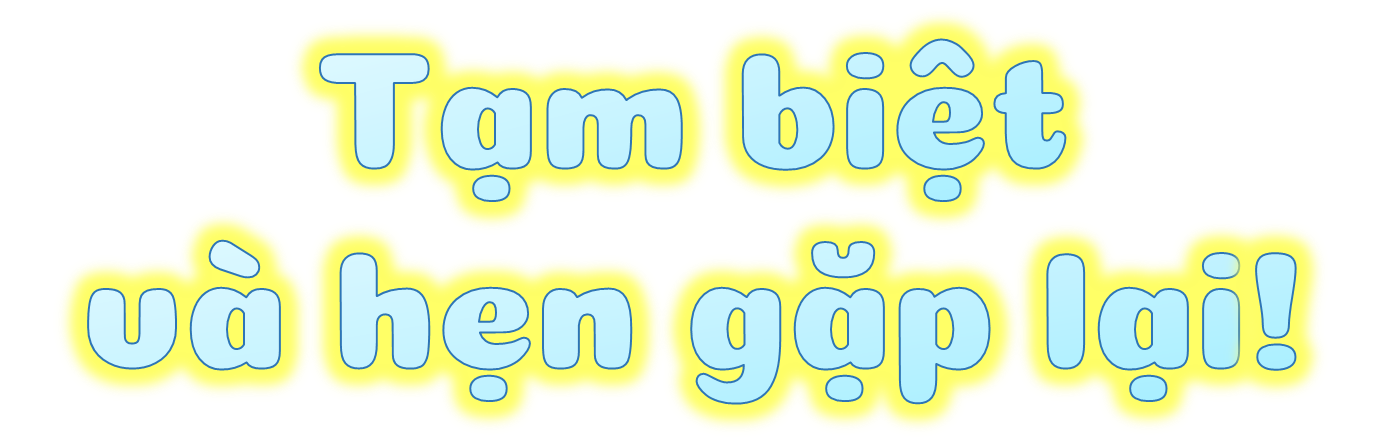 Tạm biệt
và hẹn gặp lại!